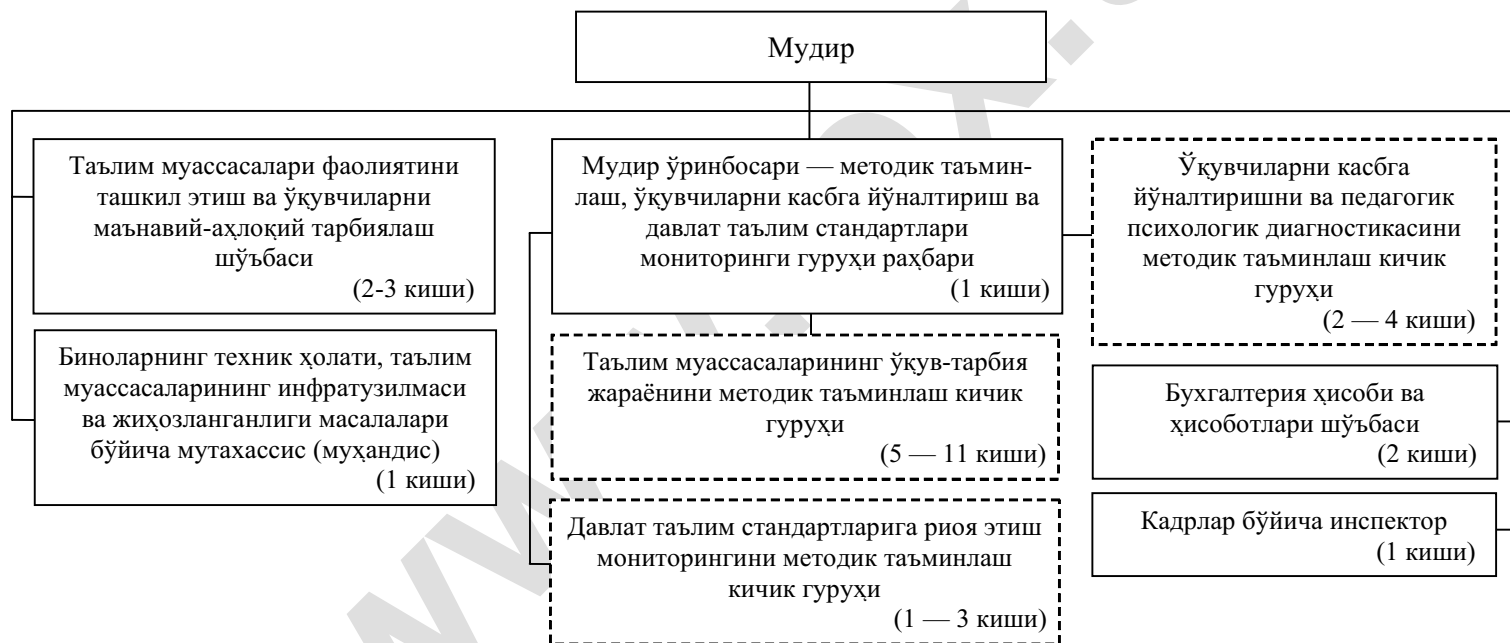 Мудир
Таълим муассасалари фаолиятини
ташкил этиш ва ўқувчиларни
маънавий-аҳлоқий тарбиялаш
шўъбаси
(2-3 киши)
Биноларнинг техник ҳолати, таълим
муассасаларининг инфратузилмаси
ва жиҳозланганлиги масалалари
бўйича мутахассис (муҳандис)
(1 киши)
Мудир ўринбосари — методик таъмин-
лаш, ўқувчиларни касбга йўналтириш ва
давлат таълим стандартлари
мониторинги гуруҳи раҳбари
(1 киши)
Таълим муассасаларининг ўқув-тарбия
жараёнини методик таъминлаш кичик
гуруҳи
(5 — 11 киши)
Давлат таълим стандартларига риоя этиш
мониторингини методик таъминлаш
кичик гуруҳи
(1 — 3 киши)
Ўқувчиларни касбга
йўналтиришни ва педагогик
психологик диагностикасини
методик таъминлаш кичик
гуруҳи
(2 — 4 киши)
Бухгалтерия ҳисоби ва
ҳисоботлари шўъбаси
(2 киши)
Кадрлар бўйича инспектор
(1 киши)